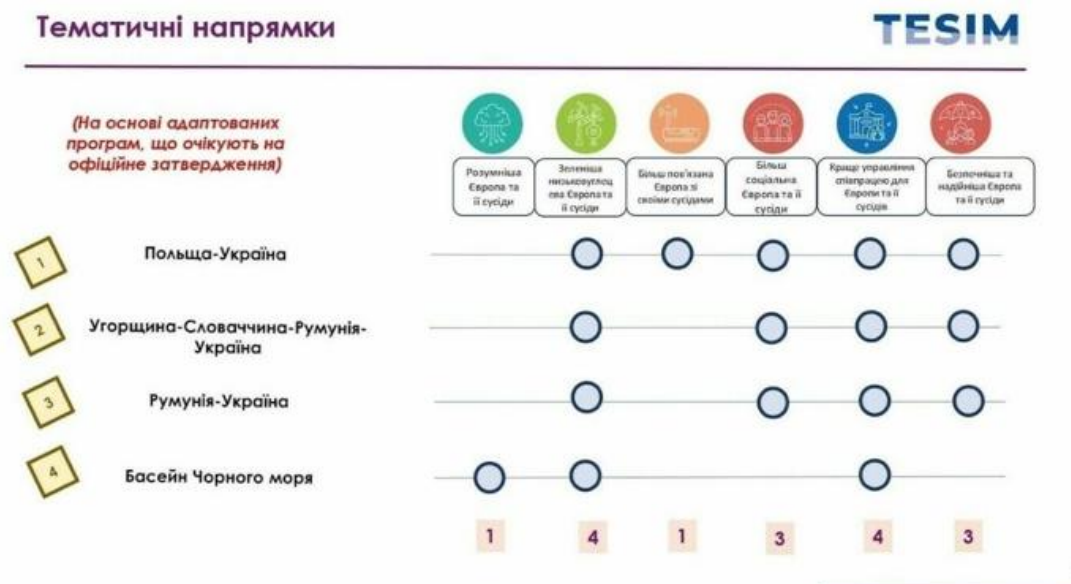 Тематичні напрямки
TESIM
(На основі адаптованих
програм, що очікують на
офіційне затвердження)
Розумніша
Європа та
її сусіди
Зеленіша
низьковуглец
ева Європа та
її сусіди
Більш пов'язана
Європа зі
своїми сусідами
Більш
соціальна
Європа та її
сусіди
Краще управління
співпрацею для
Європи та її
сусідів
Безпечніша та
надійніша Європа
та її сусіди
1
Польща-Україна
2
Угорщина-Словаччина-Румунія-
Україна
3
Румунія-Україна
4
Басейн Чорного моря
1 4 1 3 4 3